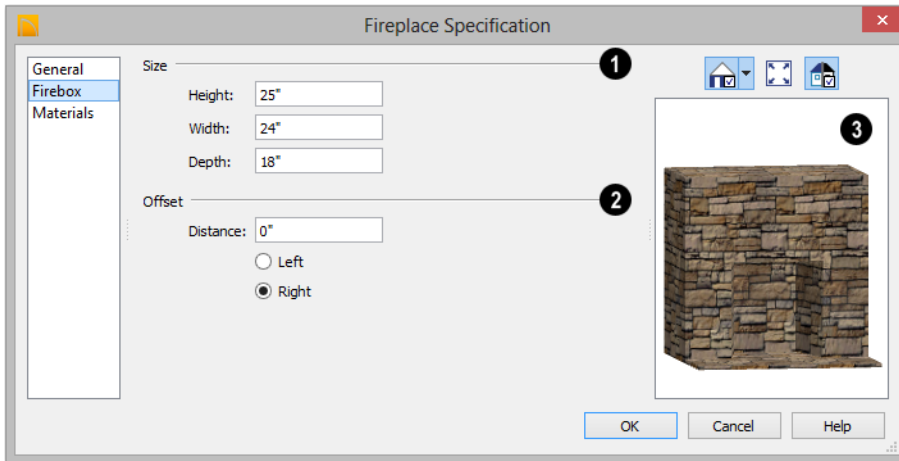 Fireplace Specification
General
Firebox
Materials
Size
1
Height: 25"
Width: 24"
Depth: 18"
Offset
2
Distance: 0"
Left
Right
3
OK
Cancel
Help